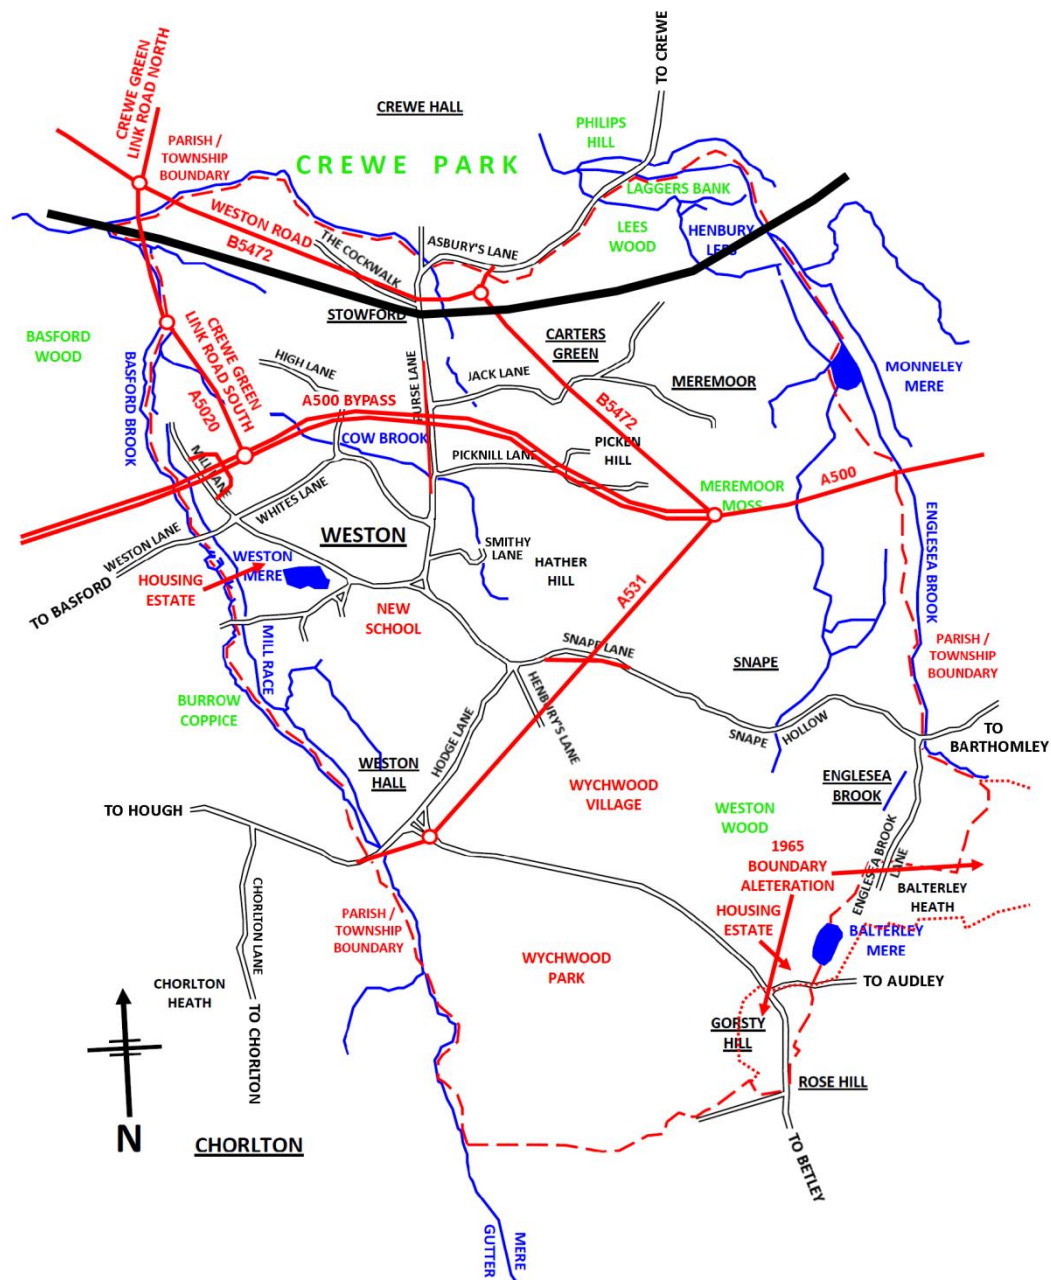 TO CREWE
CREWE HALL
CREWE GREEN
LINK ROAD NORTH
PHILIPS
HILL
PARISH /
TOWNSHIP
BOUNDARY
CREWE PARK
LAGGERS BANK
WESTON ROAD
B5472
THE COCKWALK
ASBURY'S LANE
LEES
WOOD
HENBURY
LEES
STOWFORD
BASFORD
WOOD
BASFORD BROOK
CREWE GREEN
LINK ROAD SOUTH
A5020
CARTERS
GREEN
HIGH LANE
JACK LANE
MEREMOOR
MONNELEY
MERE
FURSE LANE
A500 BYPASS
B5472
COW BROOK
PICKNILL LANE
PICKEN
HILL
MILL LANE
WHITES LANE
MEREMOOR
MOSS
A500
ENGLESEA BROOK
WESTON
WESTON LANE
TO BASFORD
SMITHY
LANE
HATHER
HILL
WESTON
MERE
HOUSING
ESTATE
A531
NEW
SCHOOL
MILL RACE
SNAPE LANE
SNAPE
PARISH /
TOWNSHIP
BOUNDARY
BURROW
COPPICE
HENBURY'S LANE
HODGE LANE
SNAPE HOLLOW
TO
BARTHOMLEY
WESTON
HALL
ENGLESEA
BROOK
WYCHWOOD
VILLAGE
TO HOUGH
WESTON
WOOD
1965
BOUNDARY
ALETERATION
ENGLESEA BROOK
LANE
BALTERLEY
HEATH
CHORLTON LANE
PARISH /
TOWNSHIP
BOUNDARY
HOUSING
ESTATE
BALTERLEY
MERE
WYCHWOOD
PARK
TO AUDLEY
CHORLTON
HEATH
TO CHORLTON
GORSTY
HILL
ROSE HILL
N
CHORLTON
TO BETLEY
MERE
GUTTER